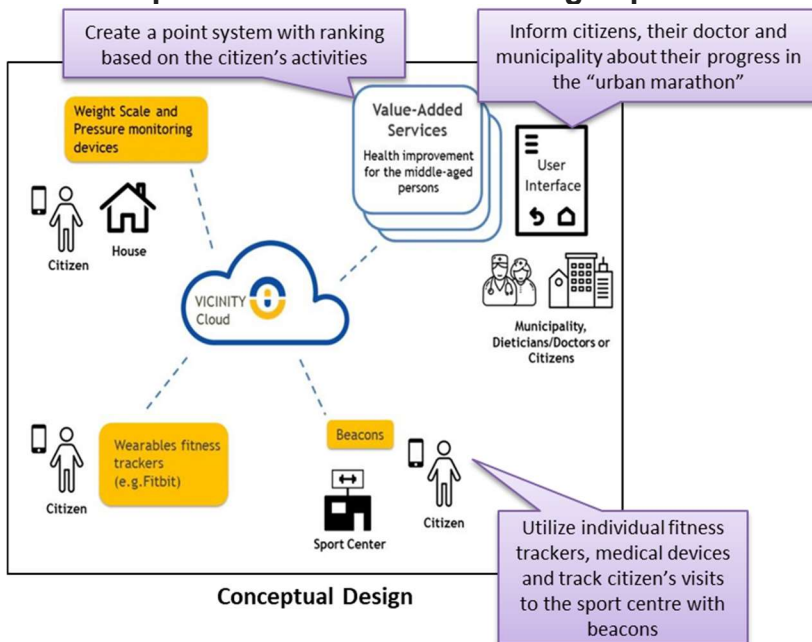 Create a point system with ranking
based on the citizen's activities
Inform citizens, their doctor and
municipality about their progress in
the “urban marathon”
Weight Scale and
Pressure monitoring
devices
Citizen
House
Value-Added
Services
Health improvement
for the middle-aged
persons
User
Interface
Municipality,
Dieticians/Doctors or
Citizens
VICINITY
Cloud
Wearables fitness
trackers
(e.g.Fitbit)
Citizen
Beacons
Sport Center
Citizen
Utilize individual fitness
trackers, medical devices
and track citizen's visits
to the sport centre with
beacons
Conceptual Design